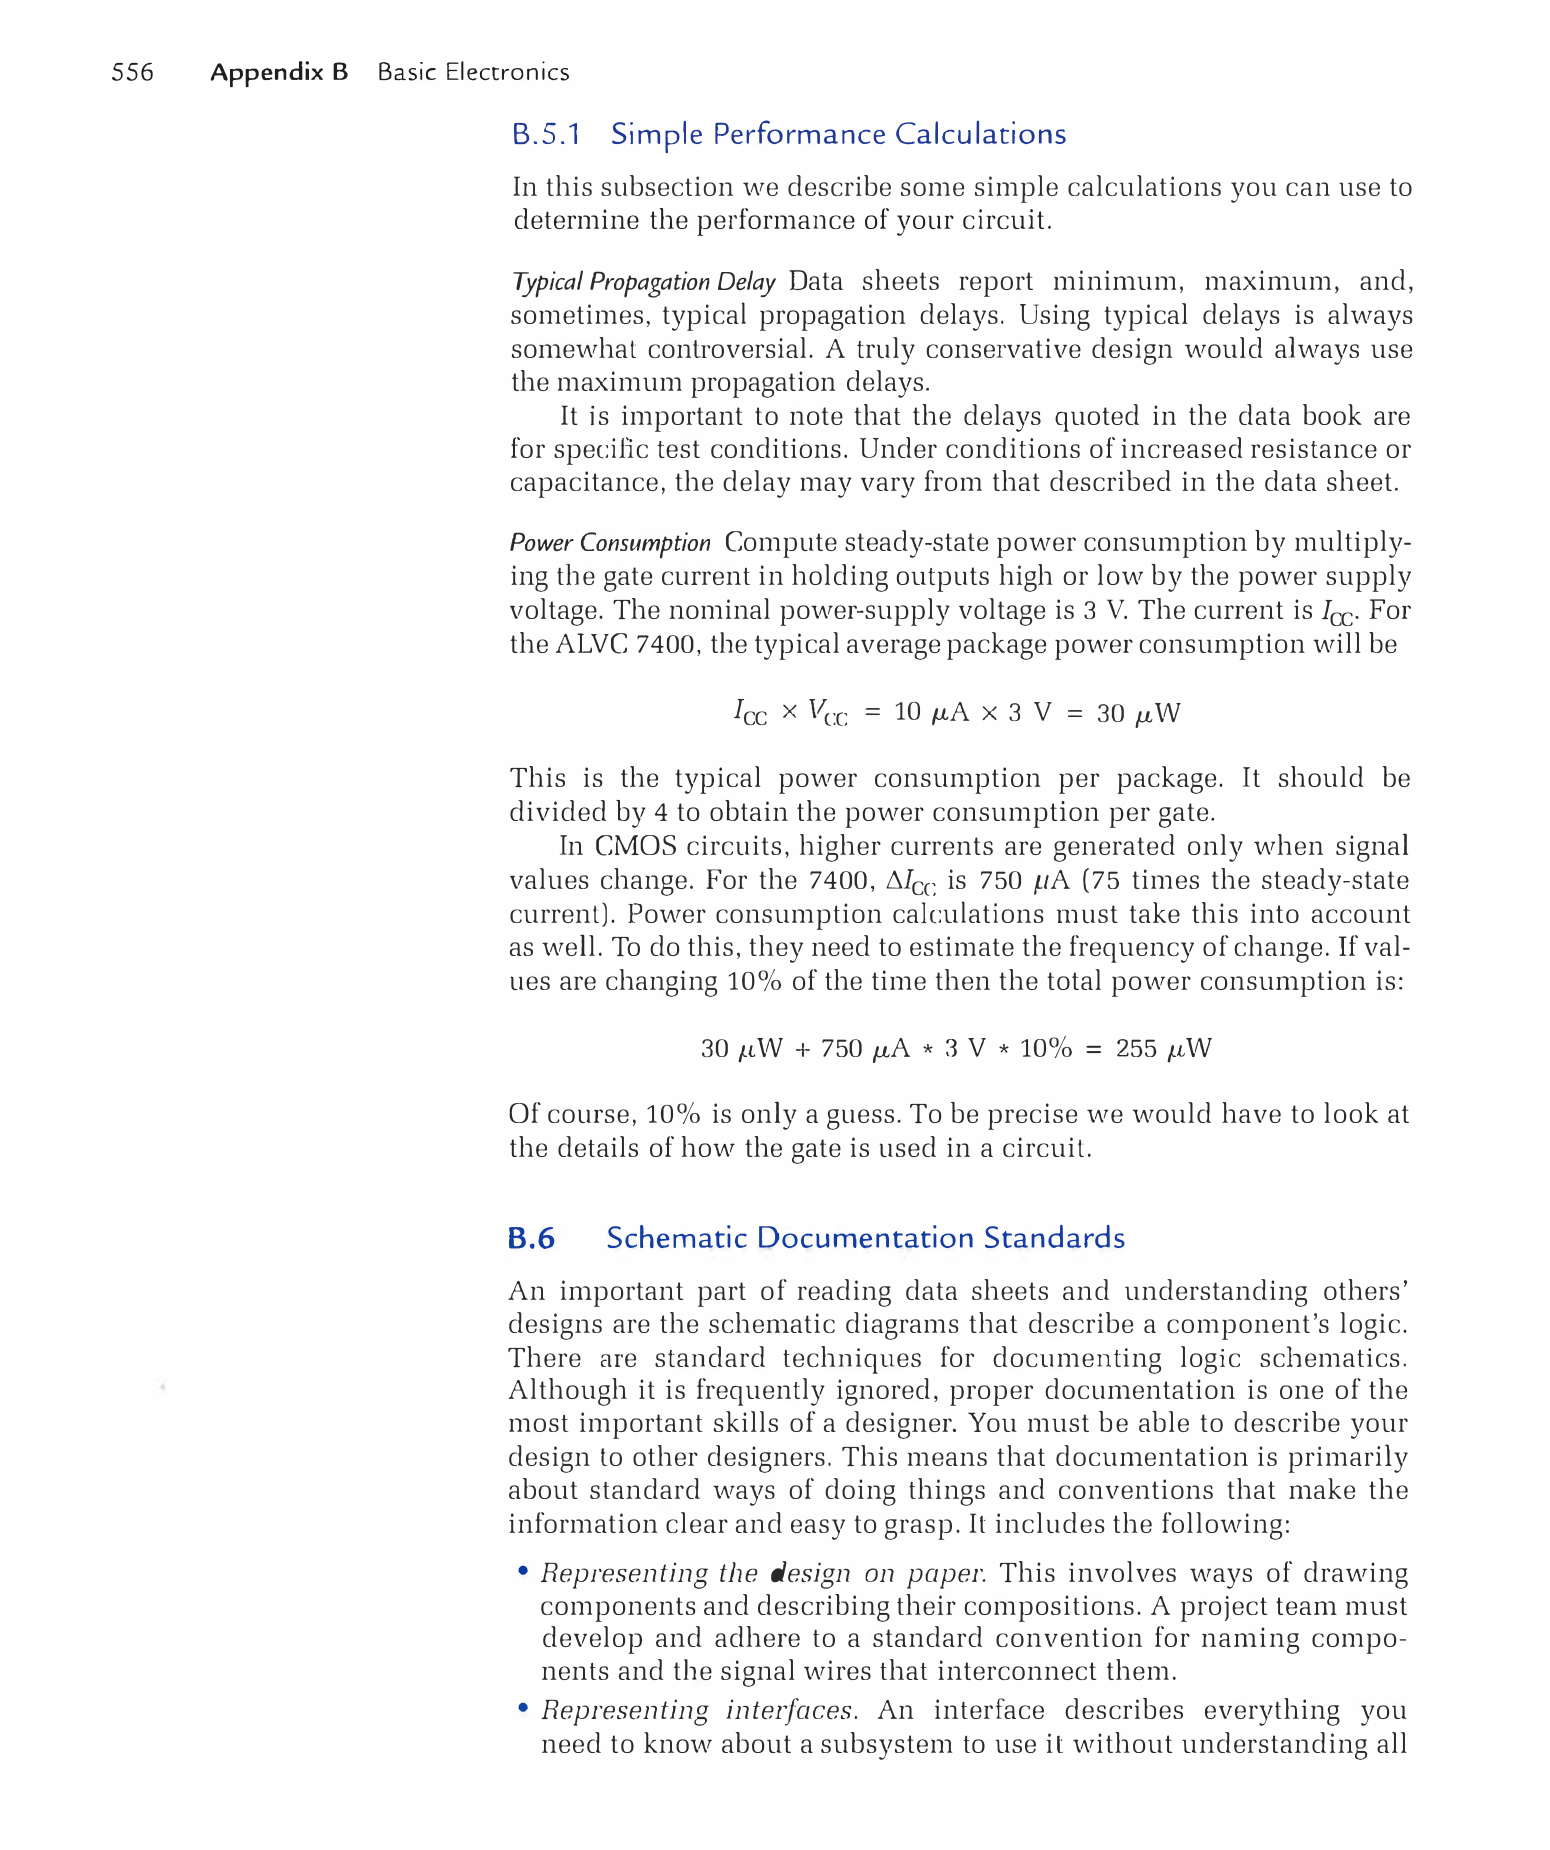 556 Appendix B Basic Electronics
B.5.1 Simple Performance Calculations
In this subsection we describe some simple calculations you can use to
determine the performance of your circuit.
Typical Propagation Delay Data sheets report minimum, maximum, and,
sometimes, typical propagation delays. Using typical delays is always
somewhat controversial. A truly conservative design would always use
the maximum propagation delays.
It is important to note that the delays quoted in the data book are
for specific test conditions. Under conditions of increased resistance or
capacitance, the delay may vary from that described in the data sheet.
Power Consumption Compute steady-state power consumption by multiply-
ing the gate current in holding outputs high or low by the power supply
voltage. The nominal power-supply voltage is 3 V. The current is I_CC. For
the ALVC 7400, the typical average package power consumption will be
I_CC × V_CC = 10 μA × 3 V = 30 μW
This is the typical power consumption per package. It should be
divided by 4 to obtain the power consumption per gate.
In CMOS circuits, higher currents are generated only when signal
values change. For the 7400, ΔI_CC is 750 μA (75 times the steady-state
current). Power consumption calculations must take this into account
as well. To do this, they need to estimate the frequency of change. If val-
ues are changing 10% of the time then the total power consumption is:
30 μW + 750 μA * 3 V * 10% = 255 μW
Of course, 10% is only a guess. To be precise we would have to look at
the details of how the gate is used in a circuit.
B.6 Schematic Documentation Standards
An important part of reading data sheets and understanding others'
designs are the schematic diagrams that describe a component's logic.
There are standard techniques for documenting logic schematics.
Although it is frequently ignored, proper documentation is one of the
most important skills of a designer. You must be able to describe your
design to other designers. This means that documentation is primarily
about standard ways of doing things and conventions that make the
information clear and easy to grasp. It includes the following:
• Representing the design on paper. This involves ways of drawing
components and describing their compositions. A project team must
develop and adhere to a standard convention for naming compo-
nents and the signal wires that interconnect them.
• Representing interfaces. An interface describes everything you
need to know about a subsystem to use it without understanding all